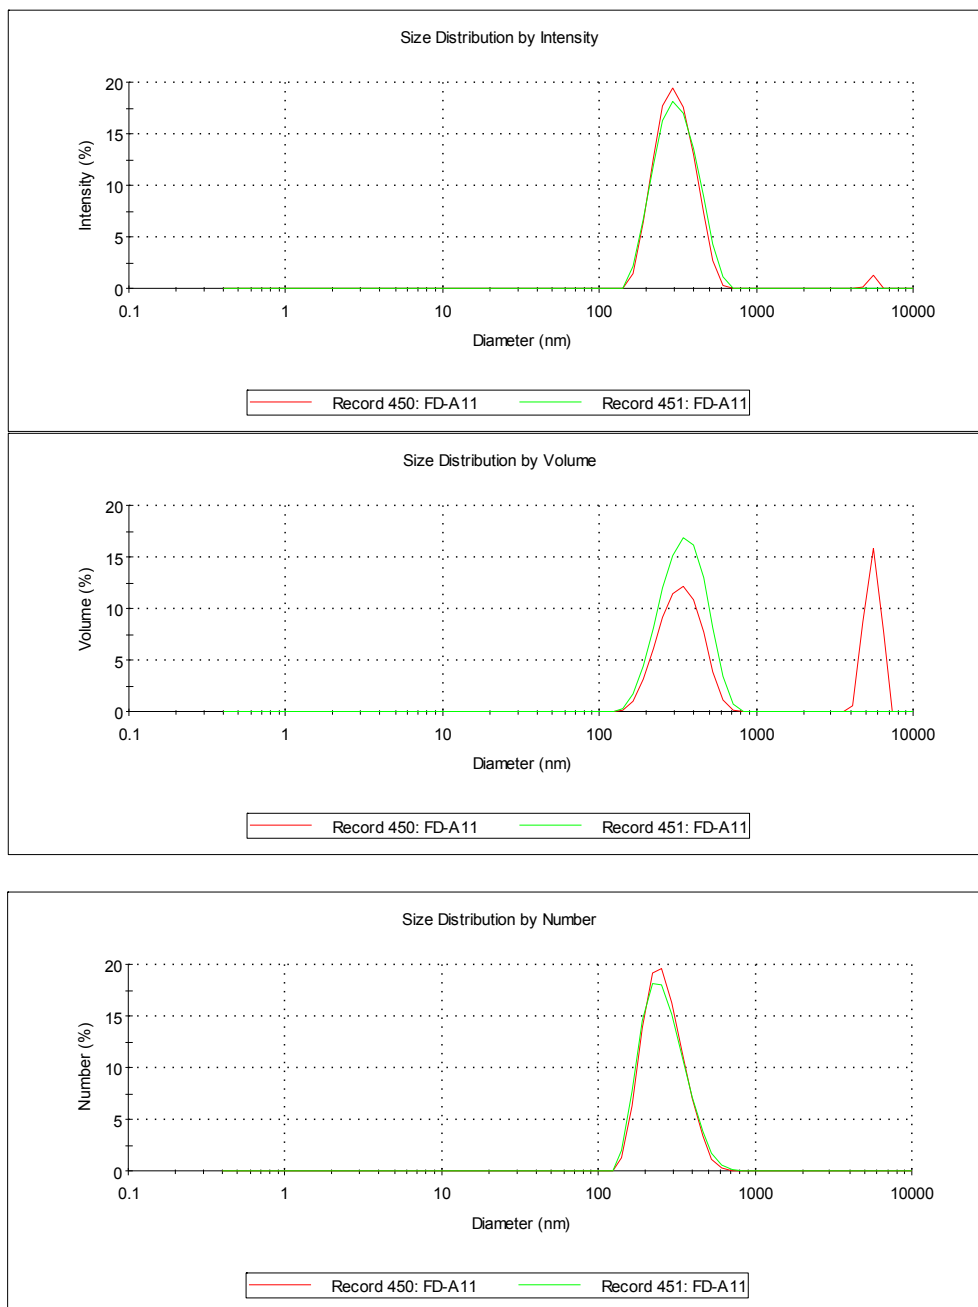 Size Distribution by Intensity
20
15
10
5
0
Intensity (%)
0.1 1 10 100 1000 10000
Diameter (nm)
Record 450: FD-A11 Record 451: FD-A11
Size Distribution by Volume
20
15
10
5
0
Volume (%)
0.1 1 10 100 1000 10000
Diameter (nm)
Record 450: FD-A11 Record 451: FD-A11
Size Distribution by Number
20
15
10
5
0
Number (%)
0.1 1 10 100 1000 10000
Diameter (nm)
Record 450: FD-A11 Record 451: FD-A11